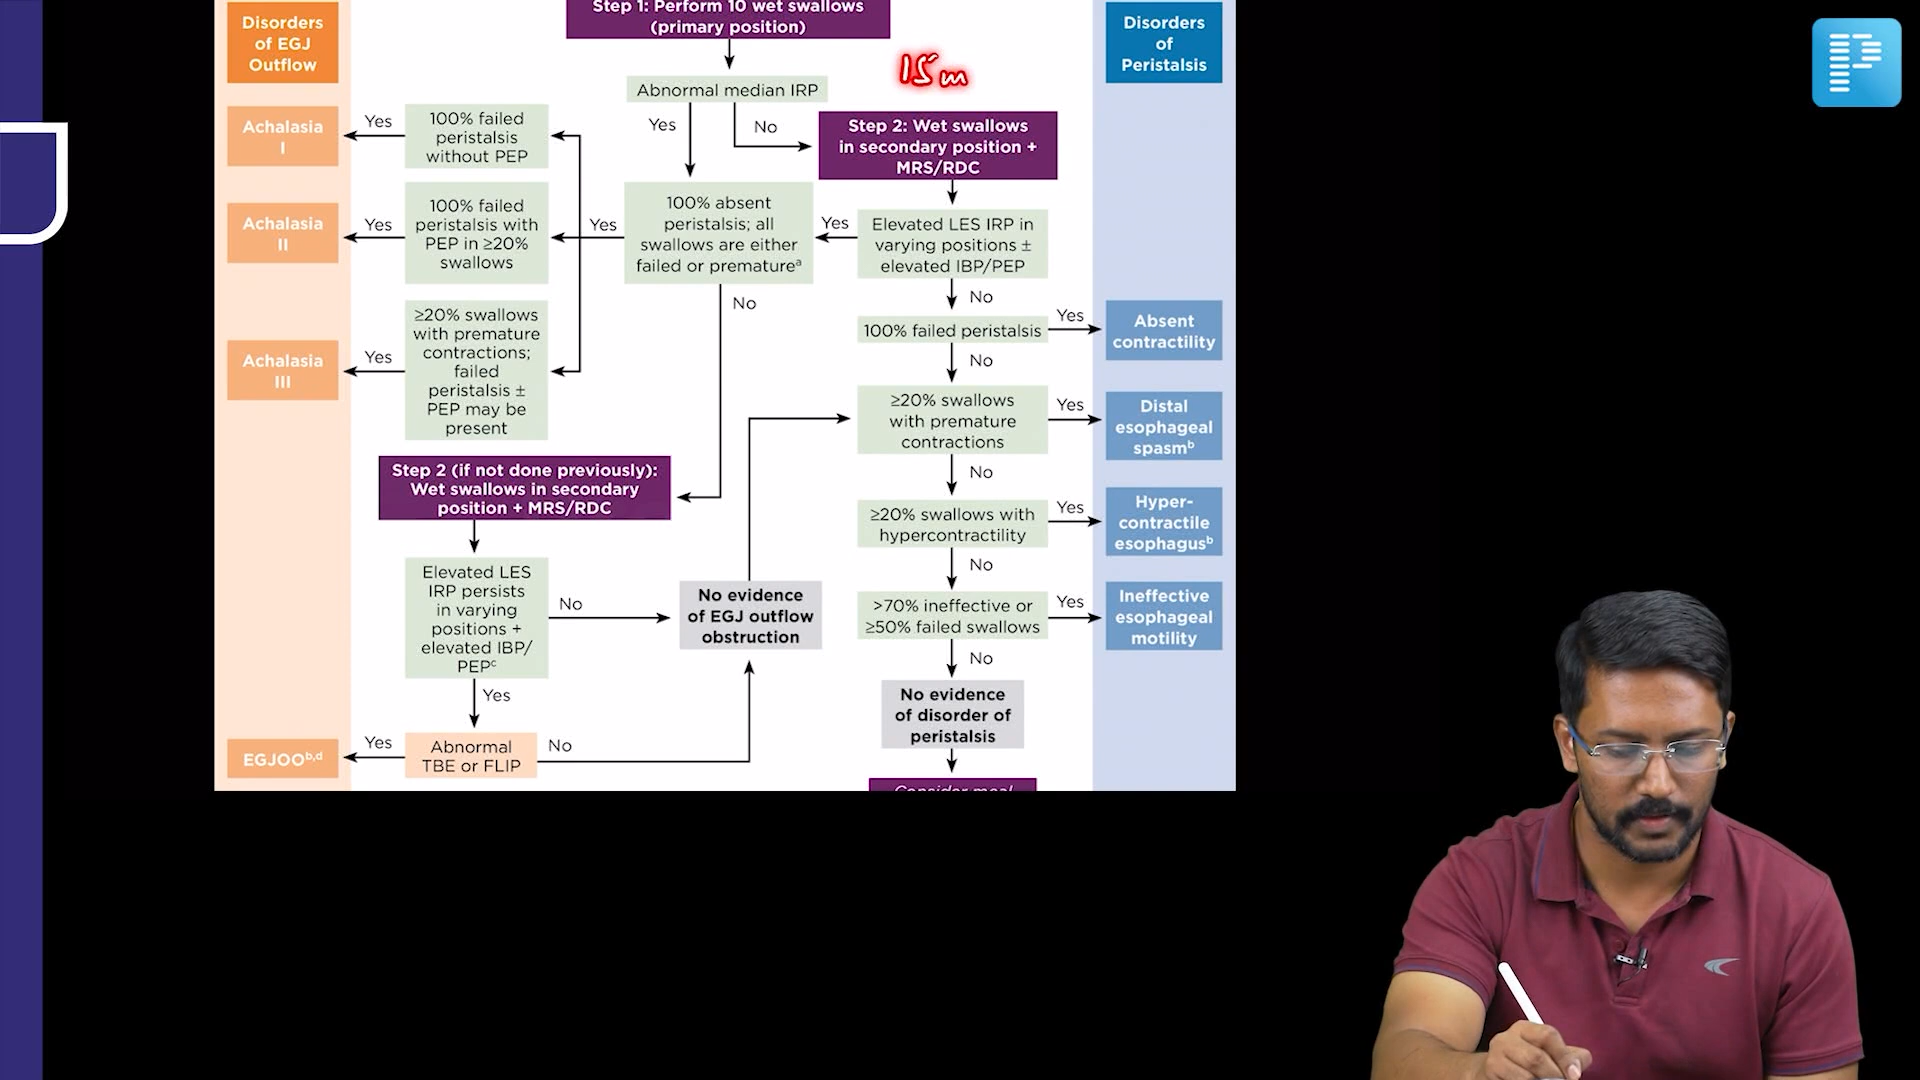 Disorders
of EGJ
Outflow
Step 1: Perform 10 wet swallows
(primary position)
Disorders
of
Peristalsis
15 m
Abnormal median IRP
Yes
No
Step 2: Wet swallows
in secondary position +
MRS/RDC
Achalasia
I
Yes
100% failed
peristalsis
without PEP
Achalasia
II
Yes
100% failed
peristalsis with
PEP in ≥20%
swallows
Yes
100% absent
peristalsis; all
swallows are either
failed or prematureᵃ
Yes
Elevated LES IRP in
varying positions ±
elevated IBP/PEP
No
No
Achalasia
III
Yes
≥20% swallows
with premature
contractions;
failed
peristalsis ±
PEP may be
present
100% failed peristalsis
Yes
Absent
contractility
No
≥20% swallows
with premature
contractions
Yes
Distal
esophageal
spasmᵇ
No
Step 2 (if not done previously):
Wet swallows in secondary
position + MRS/RDC
≥20% swallows with
hypercontractility
Yes
Hyper-
contractile
esophagusᵇ
No
Elevated LES
IRP persists
in varying
positions +
elevated IBP/
PEPᶜ
No
No evidence
of EGJ outflow
obstruction
>70% ineffective or
≥50% failed swallows
Yes
Ineffective
esophageal
motility
No
Yes
No evidence
of disorder of
peristalsis
EGJOOᵇ,ᵈ
Yes
Abnormal
TBE or FLIP
No
Consider meal